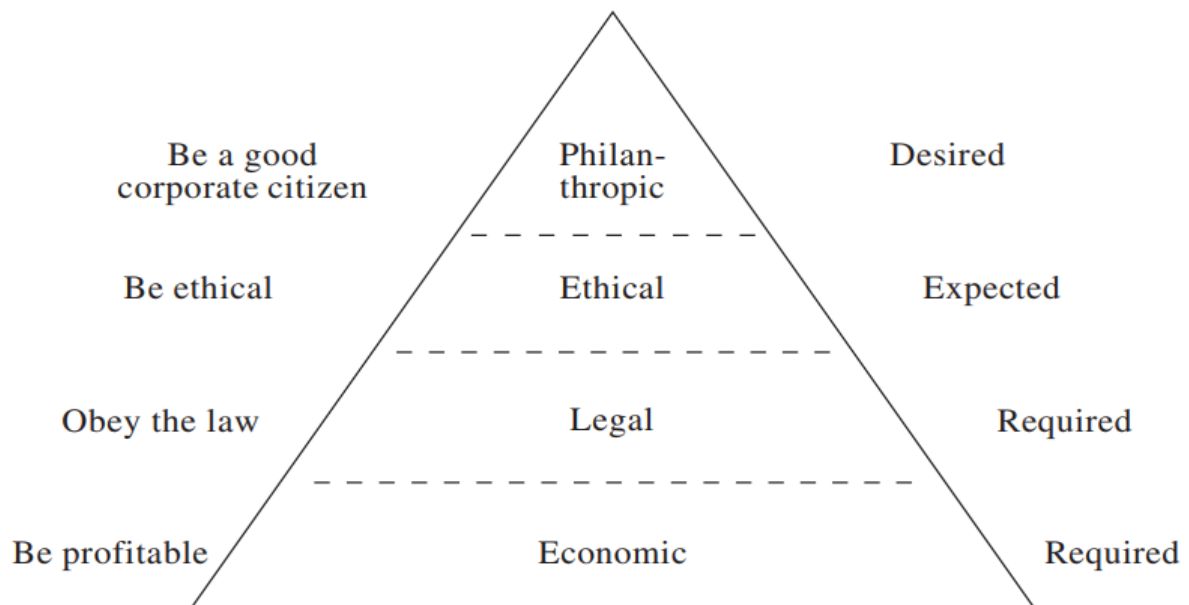 Be a good
corporate citizen
Philan-
thropic
Desired
Be ethical
Ethical
Expected
Obey the law
Legal
Required
Be profitable
Economic
Required